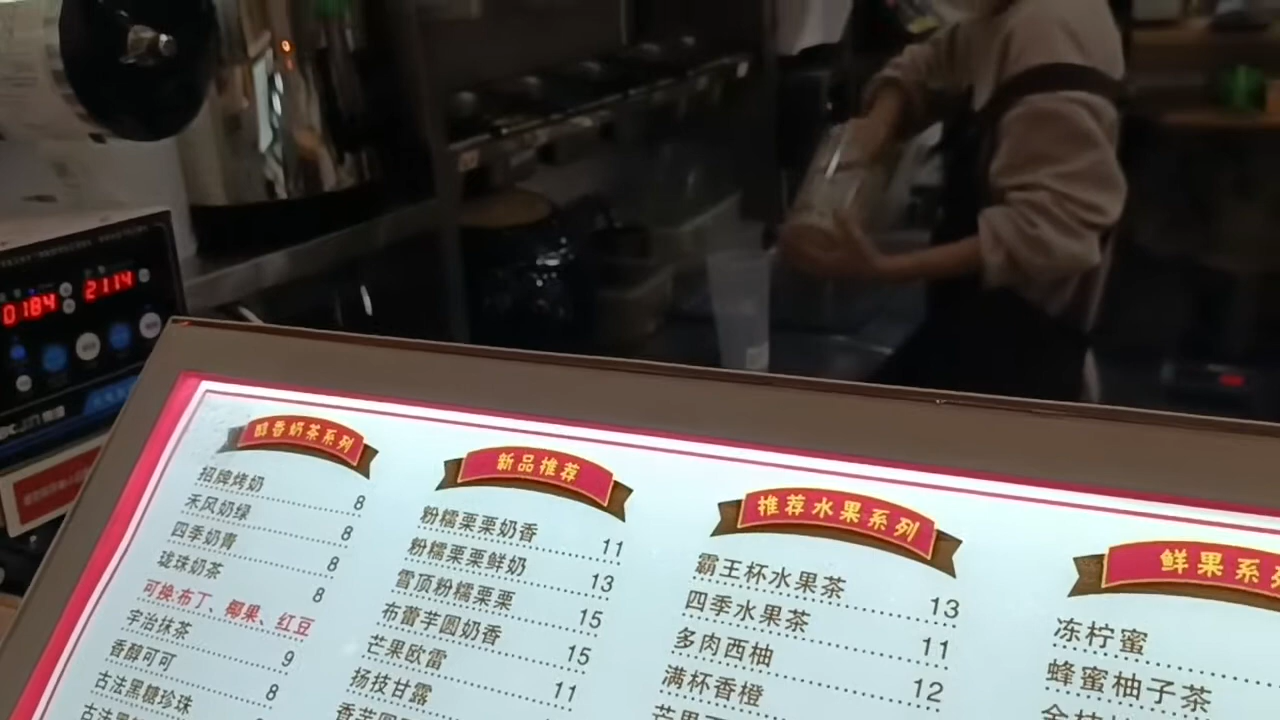 0184 2114
醇香奶茶系列
招牌烤奶 8
禾风奶绿 8
四季奶青 8
珑珠奶茶 8
可换:布丁、椰果、红豆
宇治抹茶 9
香醇可可 8
古法黑糖珍珠
新品推荐
粉糯栗栗奶香 11
粉糯栗栗鲜奶 13
雪顶粉糯栗栗 15
布蕾芋圆奶香 15
芒果欧雷 11
扬技甘露
推荐水果系列
霸王杯水果茶 13
四季水果茶 11
多肉西柚 12
满杯香橙
鲜果系
冻柠蜜
蜂蜜柚子茶